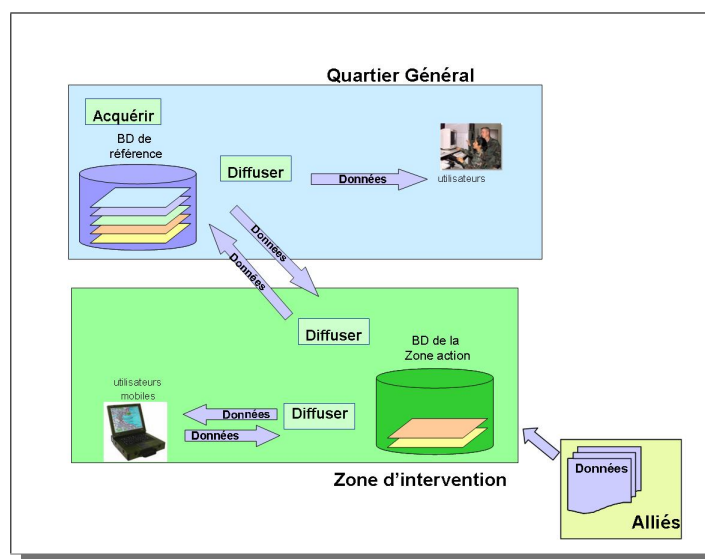 Quartier Général
Acquérir
BD de
référence
Diffuser
Données
utilisateurs
Données
Données
Diffuser
BD de la
Zone action
utilisateurs
mobiles
Données
Diffuser
Données
Zone d'intervention
Données
Alliés